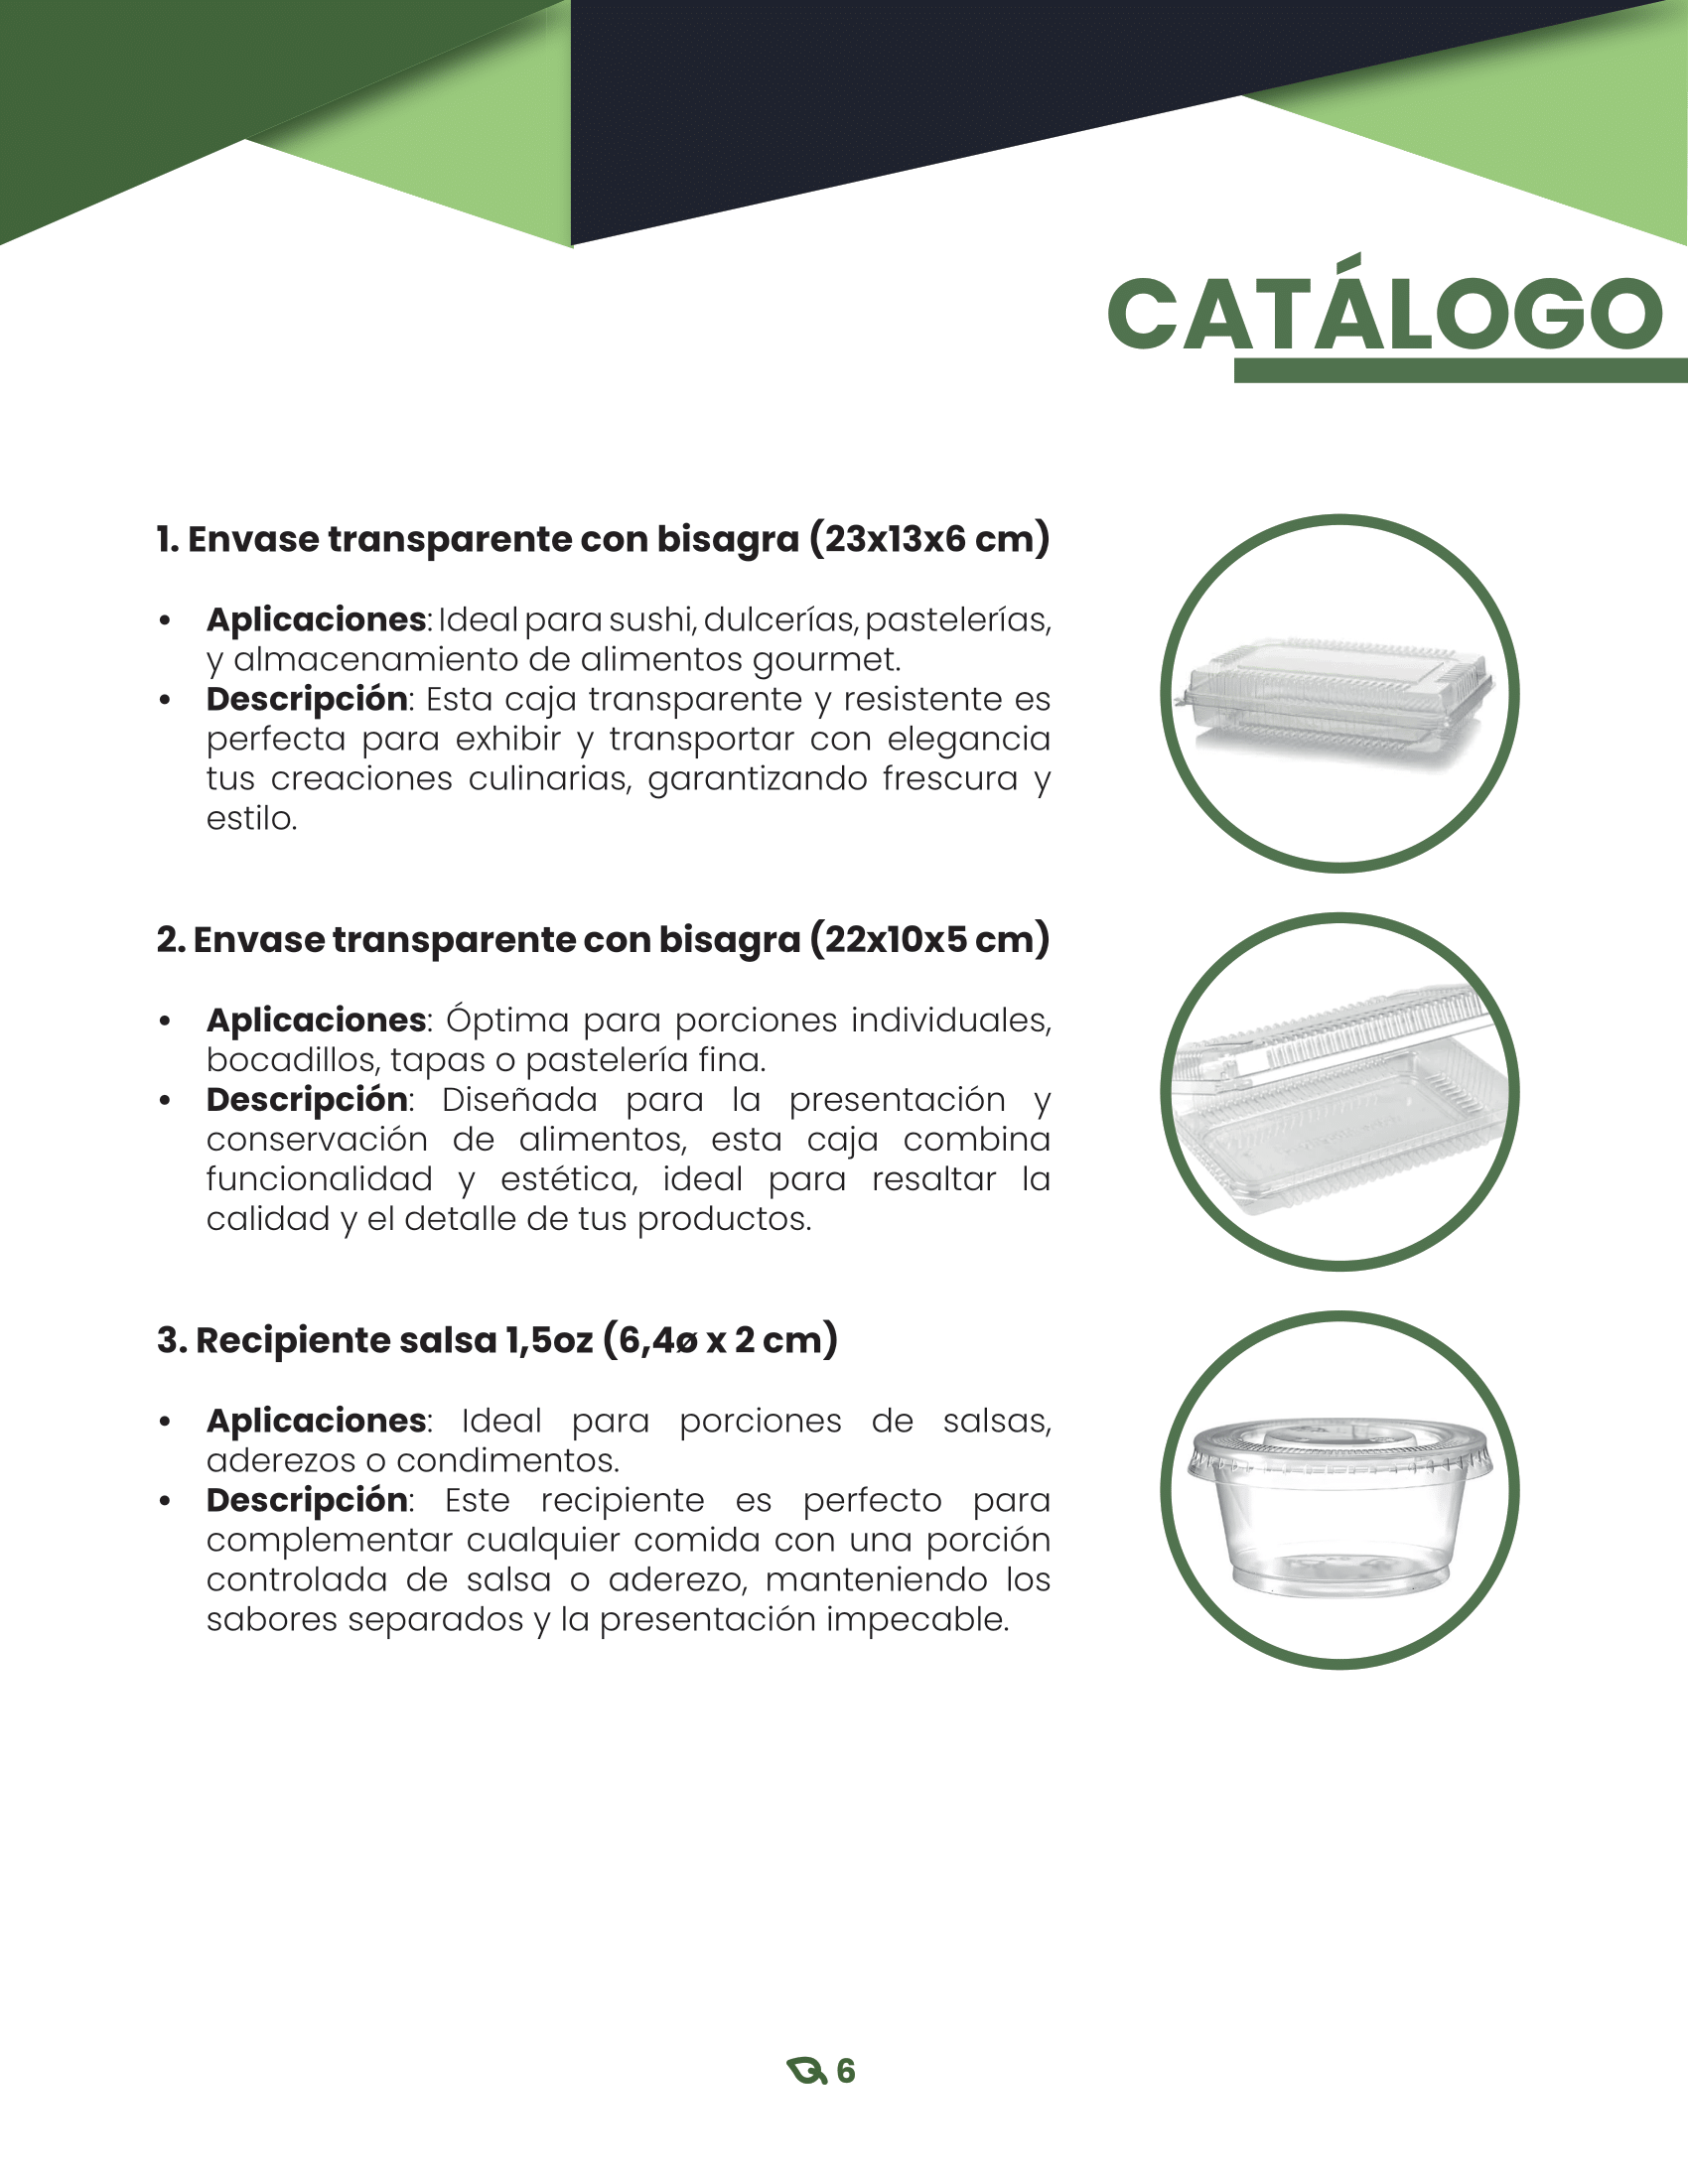 CATÁLOGO
1. Envase transparente con bisagra (23x13x6 cm)
• Aplicaciones: Ideal para sushi, dulcerías, pastelerías,
y almacenamiento de alimentos gourmet.
• Descripción: Esta caja transparente y resistente es
perfecta para exhibir y transportar con elegancia
tus creaciones culinarias, garantizando frescura y
estilo.
2. Envase transparente con bisagra (22x10x5 cm)
• Aplicaciones: Óptima para porciones individuales,
bocadillos, tapas o pastelería fina.
• Descripción: Diseñada para la presentación y
conservación de alimentos, esta caja combina
funcionalidad y estética, ideal para resaltar la
calidad y el detalle de tus productos.
3. Recipiente salsa 1,5oz (6,4ø x 2 cm)
• Aplicaciones: Ideal para porciones de salsas,
aderezos o condimentos.
• Descripción: Este recipiente es perfecto para
complementar cualquier comida con una porción
controlada de salsa o aderezo, manteniendo los
sabores separados y la presentación impecable.
6